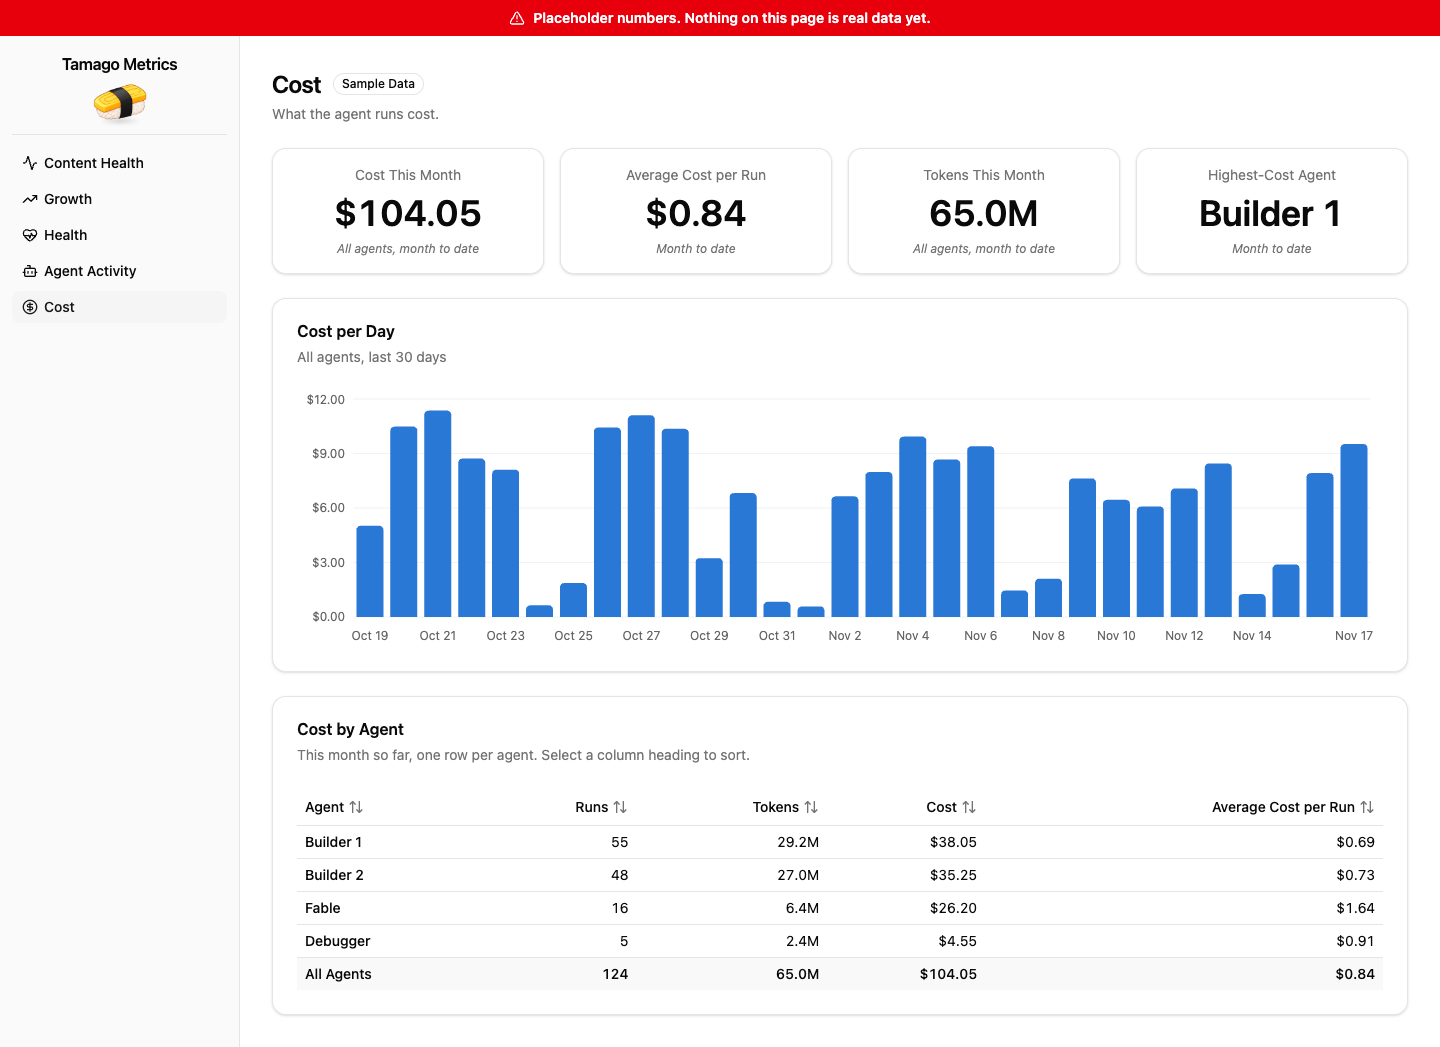 Placeholder numbers. Nothing on this page is real data yet.
Tamago Metrics
Content Health
Growth
Health
Agent Activity
Cost
Cost
Sample Data
What the agent runs cost.
Cost This Month
$104.05
All agents, month to date
Average Cost per Run
$0.84
Month to date
Tokens This Month
65.0M
All agents, month to date
Highest-Cost Agent
Builder 1
Month to date
Cost per Day
All agents, last 30 days
$12.00
$9.00
$6.00
$3.00
$0.00
Oct 19 Oct 21 Oct 23 Oct 25 Oct 27 Oct 29 Oct 31 Nov 2 Nov 4 Nov 6 Nov 8 Nov 10 Nov 12 Nov 14 Nov 17
Cost by Agent
This month so far, one row per agent. Select a column heading to sort.
Agent Runs Tokens Cost Average Cost per Run
Builder 1 55 29.2M $38.05 $0.69
Builder 2 48 27.0M $35.25 $0.73
Fable 16 6.4M $26.20 $1.64
Debugger 5 2.4M $4.55 $0.91
All Agents 124 65.0M $104.05 $0.84